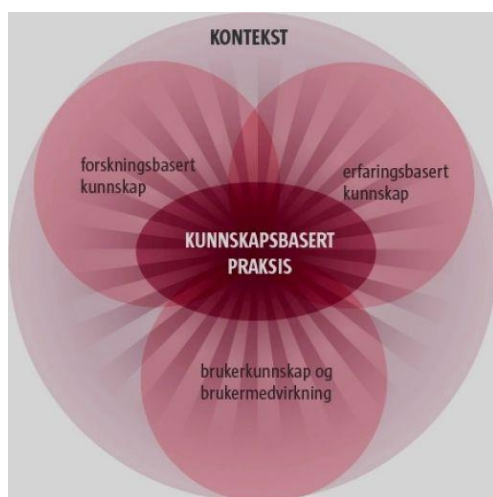 KONTEKST
forskningsbasert
kunnskap
erfaringsbasert
kunnskap
KUNNSKAPSBASERT
PRAKSIS
brukerkunnskap og
brukermedvirkning